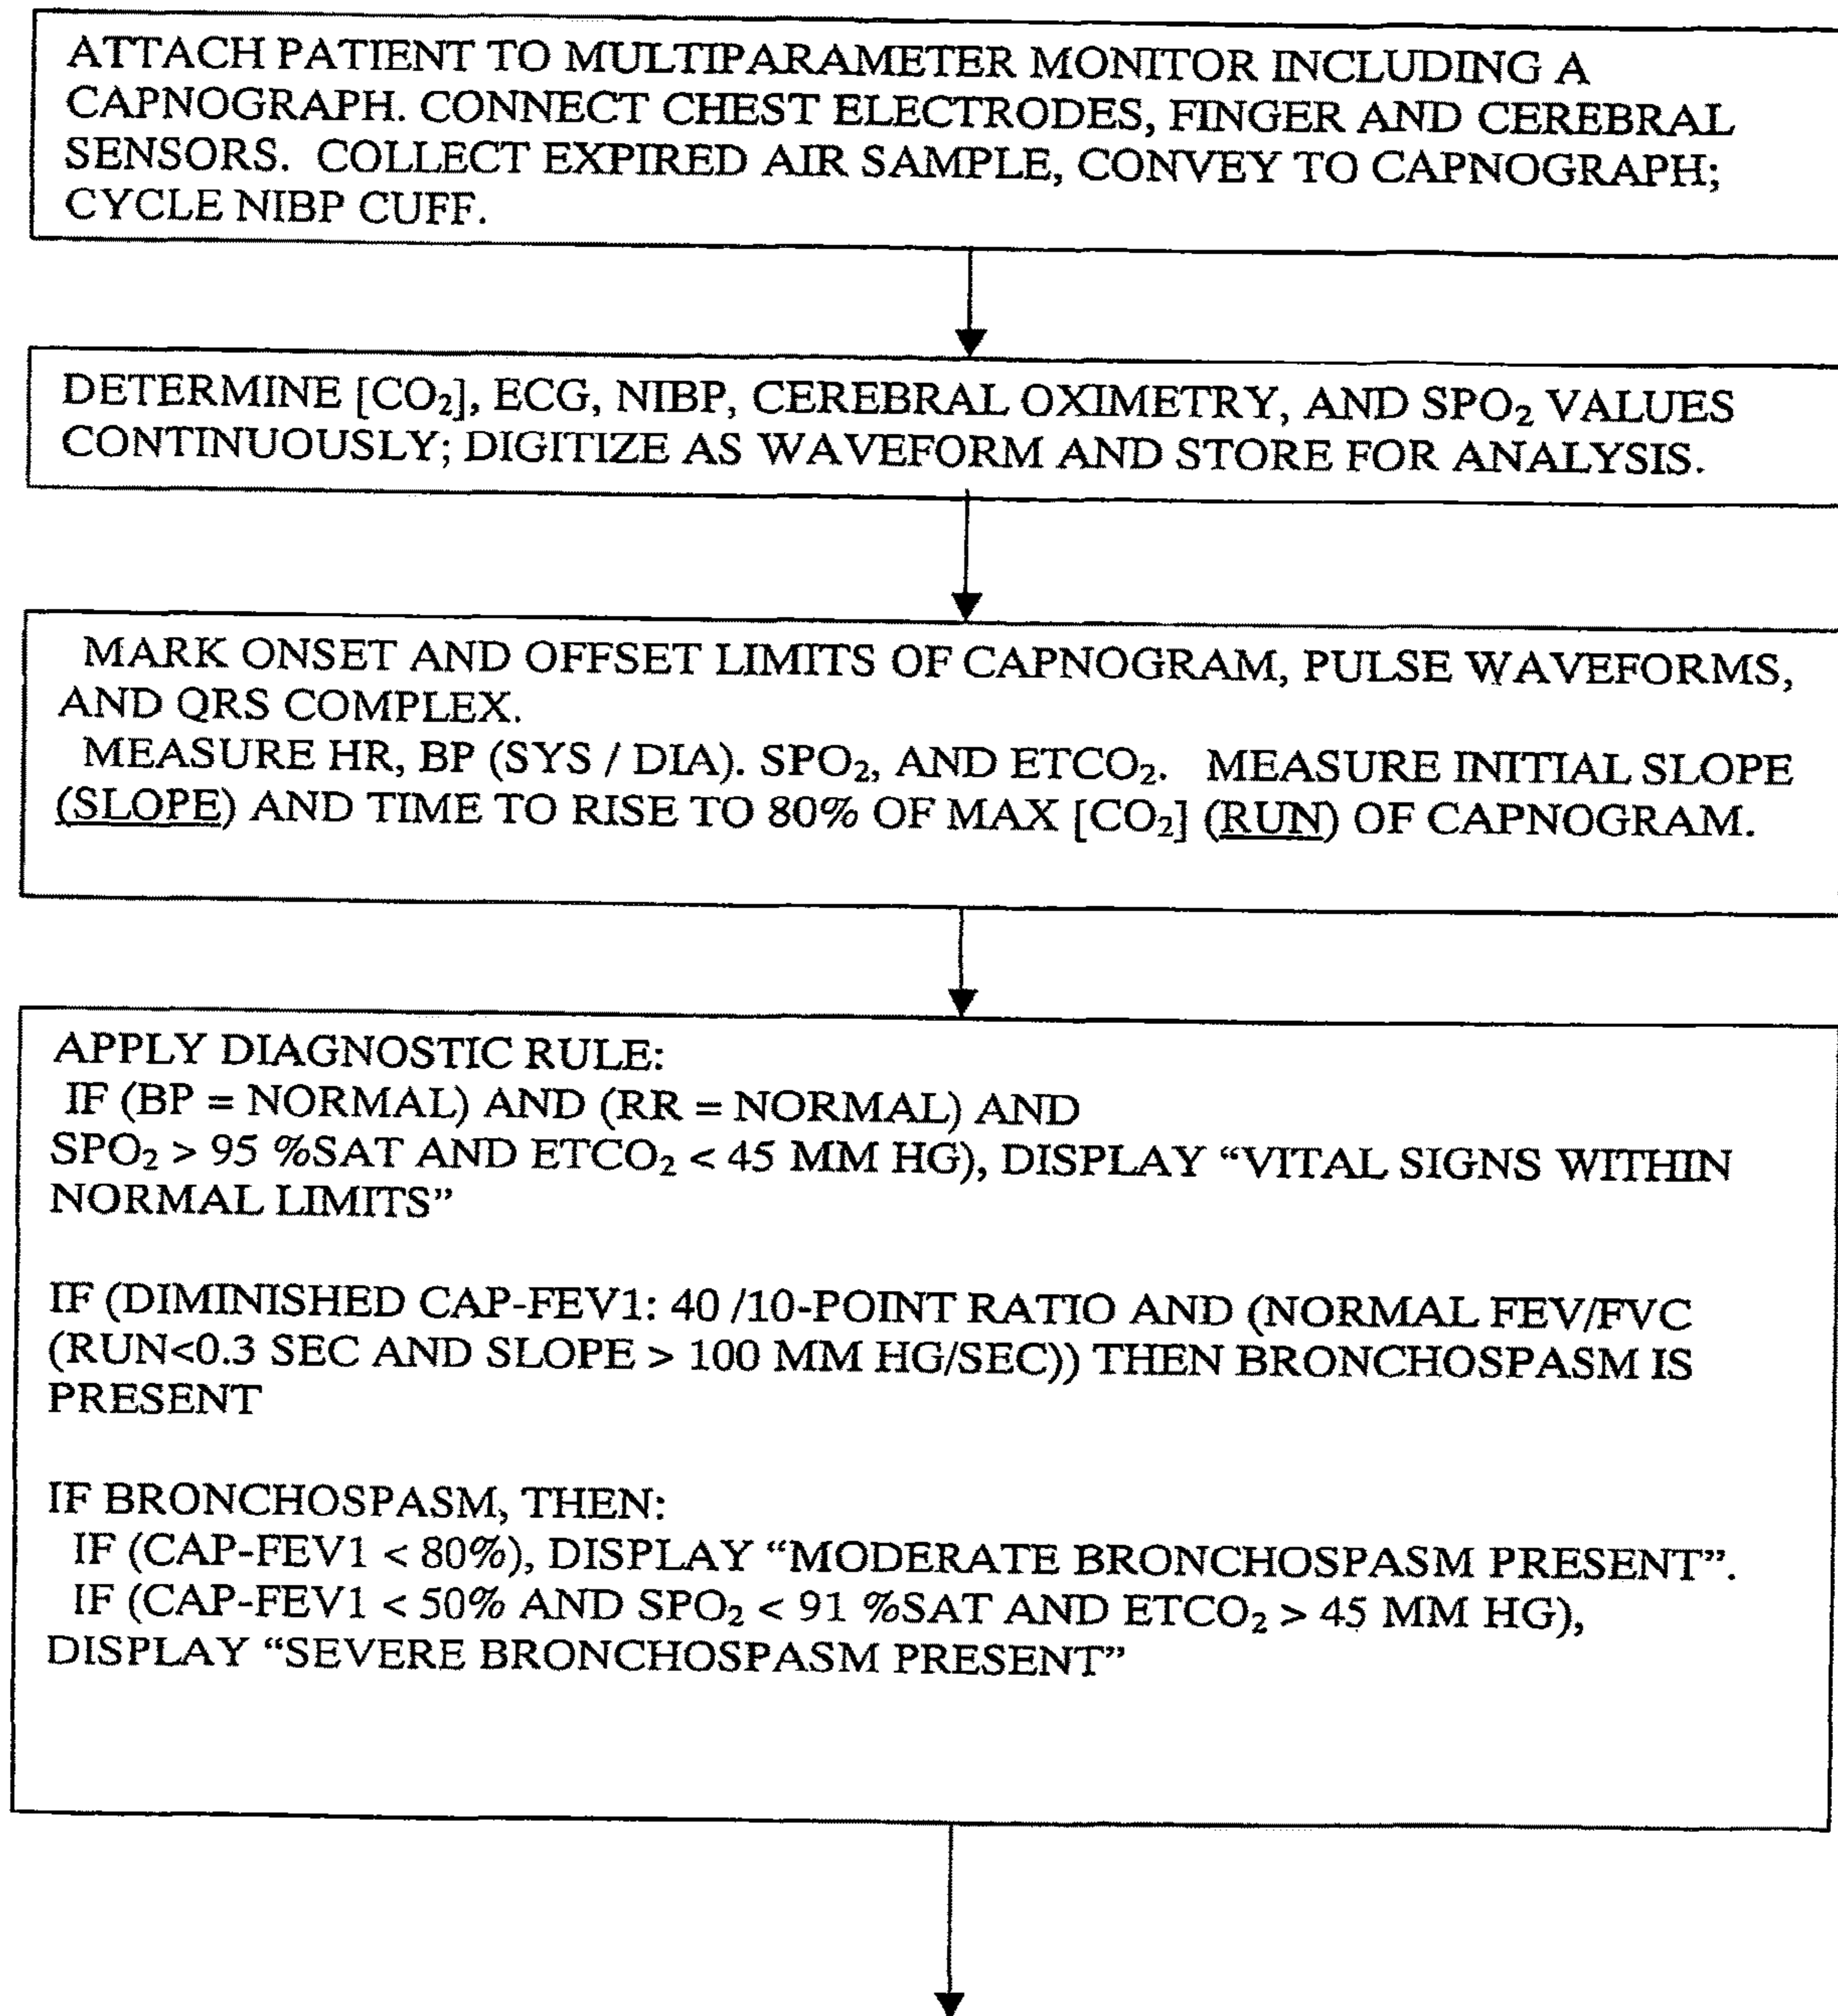 ATTACH PATIENT TO MULTIPARAMETER MONITOR INCLUDING A
CAPNOGRAPH. CONNECT CHEST ELECTRODES, FINGER AND CEREBRAL
SENSORS. COLLECT EXPIRED AIR SAMPLE, CONVEY TO CAPNOGRAPH;
CYCLE NIBP CUFF.
DETERMINE [CO₂], ECG, NIBP, CEREBRAL OXIMETRY, AND SPO₂ VALUES
CONTINUOUSLY; DIGITIZE AS WAVEFORM AND STORE FOR ANALYSIS.
MARK ONSET AND OFFSET LIMITS OF CAPNOGRAM, PULSE WAVEFORMS,
AND QRS COMPLEX.
MEASURE HR, BP (SYS / DIA). SPO₂, AND ETCO₂. MEASURE INITIAL SLOPE
(SLOPE) AND TIME TO RISE TO 80% OF MAX [CO₂] (RUN) OF CAPNOGRAM.
APPLY DIAGNOSTIC RULE:
IF (BP = NORMAL) AND (RR = NORMAL) AND
SPO₂ > 95 %SAT AND ETCO₂ < 45 MM HG), DISPLAY “VITAL SIGNS WITHIN
NORMAL LIMITS”
IF (DIMINISHED CAP-FEV1: 40 /10-POINT RATIO AND (NORMAL FEV/FVC
(RUN<0.3 SEC AND SLOPE > 100 MM HG/SEC)) THEN BRONCHOSPASM IS
PRESENT
IF BRONCHOSPASM, THEN:
IF (CAP-FEV1 < 80%), DISPLAY “MODERATE BRONCHOSPASM PRESENT”.
IF (CAP-FEV1 < 50% AND SPO₂ < 91 %SAT AND ETCO₂ > 45 MM HG),
DISPLAY “SEVERE BRONCHOSPASM PRESENT”